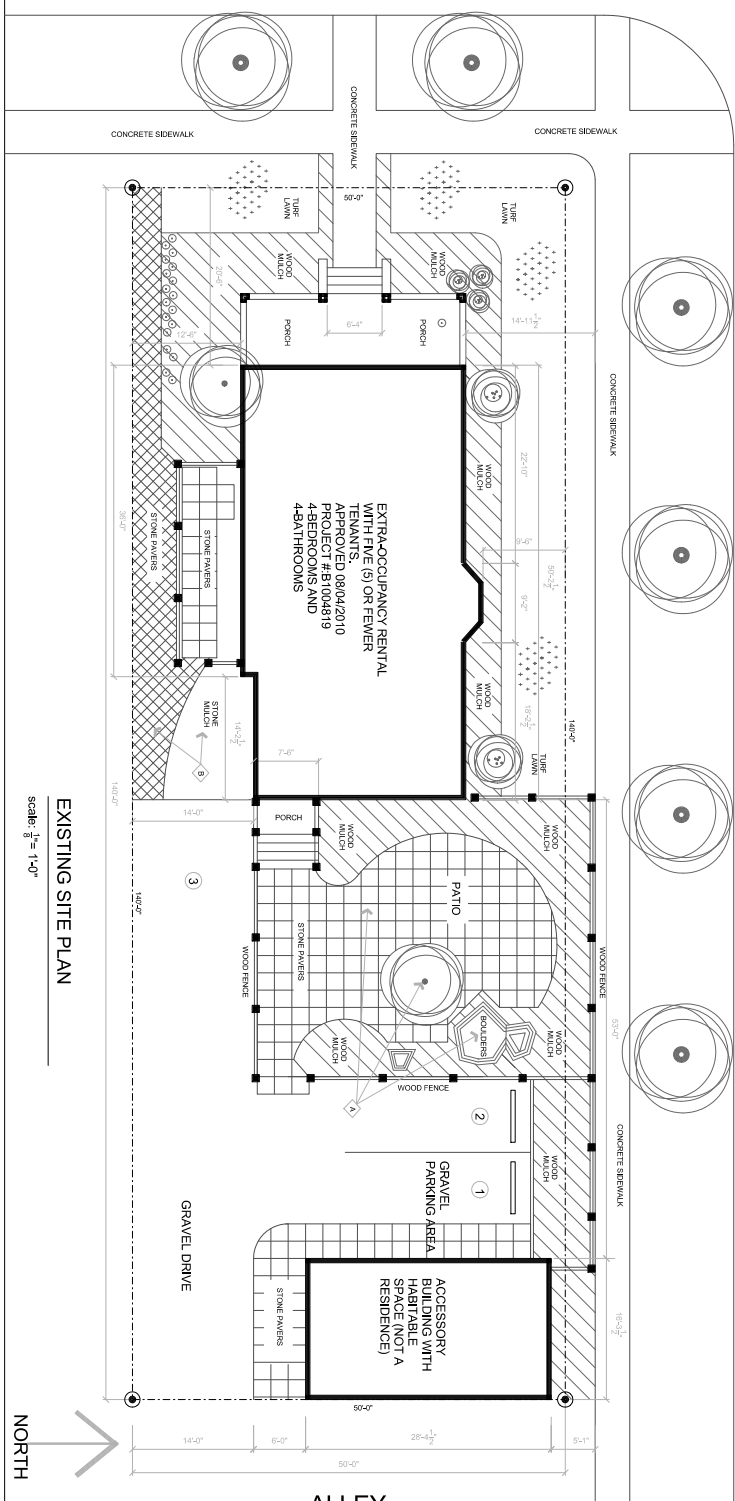 CONCRETE SIDEWALK
CONCRETE SIDEWALK
CONCRETE SIDEWALK
TURF
LAWN
50'-0"
TURF
LAWN
WOOD
MULCH
WOOD
MULCH
20'-6"
12'-6"
PORCH
6'-4"
PORCH
14'-11 1/2"
CONCRETE SIDEWALK
22'-10"
WOOD
MULCH
9'-6"
50'-2 1/2"
9'-2"
EXTRA-OCCUPANCY RENTAL
WITH FIVE (5) OR FEWER
TENANTS.
APPROVED 08/04/2010
PROJECT #:B1004819
4-BEDROOMS AND
4-BATHROOMS
STONE PAVERS
STONE PAVERS
36'-0"
STONE
MULCH
B
14'-2 1/2"
WOOD
MULCH
18'-2 1/2"
140'-0"
TURF
LAWN
7'-6"
140'-0"
14'-0"
PORCH
WOOD
MULCH
WOOD
MULCH
PATIO
3
140'-0"
STONE PAVERS
WOOD FENCE
WOOD FENCE
BOULDERS
WOOD
MULCH
WOOD
MULCH
53'-0"
WOOD FENCE
A
2
1
GRAVEL
PARKING AREA
WOOD
MULCH
CONCRETE SIDEWALK
GRAVEL DRIVE
STONE PAVERS
ACCESSORY
BUILDING WITH
HABITABLE
SPACE (NOT A
RESIDENCE)
16'-3 1/2"
50'-0"
14'-0"
6'-0"
28'-4 1/2"
5'-1"
50'-0"
EXISTING SITE PLAN
scale: 1/8"= 1'-0"
NORTH